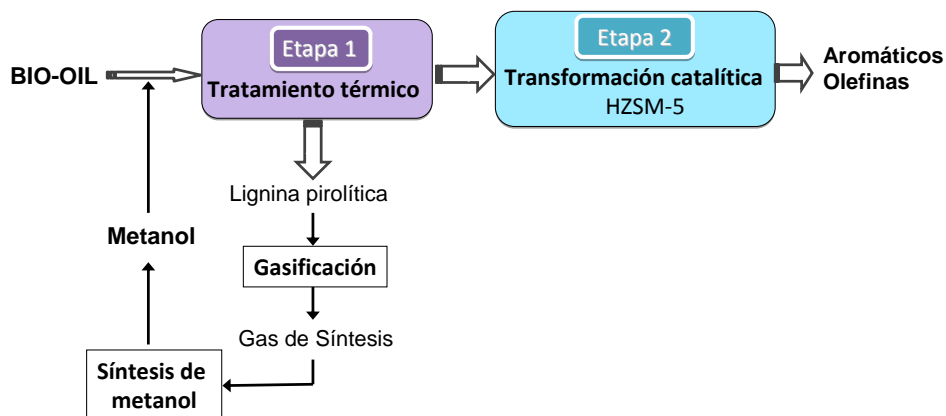 Etapa 1
Tratamiento térmico
Etapa 2
Transformación catalítica
HZSM-5
Aromáticos
Olefinas
BIO-OIL
Lignina pirolítica
Metanol
Gasificación
Gas de Síntesis
Síntesis de
metanol